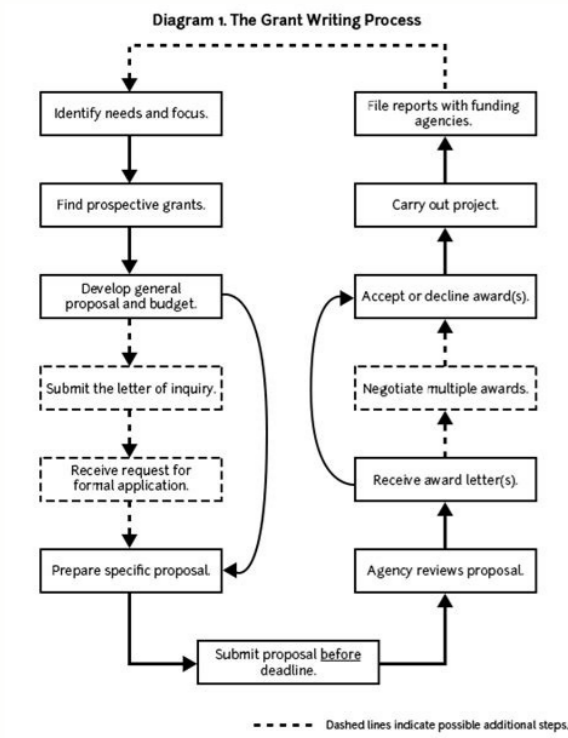 Diagram 1. The Grant Writing Process
Identify needs and focus.
Find prospective grants.
Develop general
proposal and budget.
Submit the letter of inquiry.
Receive request for
formal application.
Prepare specific proposal.
Submit proposal before
deadline.
Agency reviews proposal.
Receive award letter(s).
Negotiate multiple awards.
Accept or decline award(s).
Carry out project.
File reports with funding
agencies.
Dashed lines indicate possible additional steps.